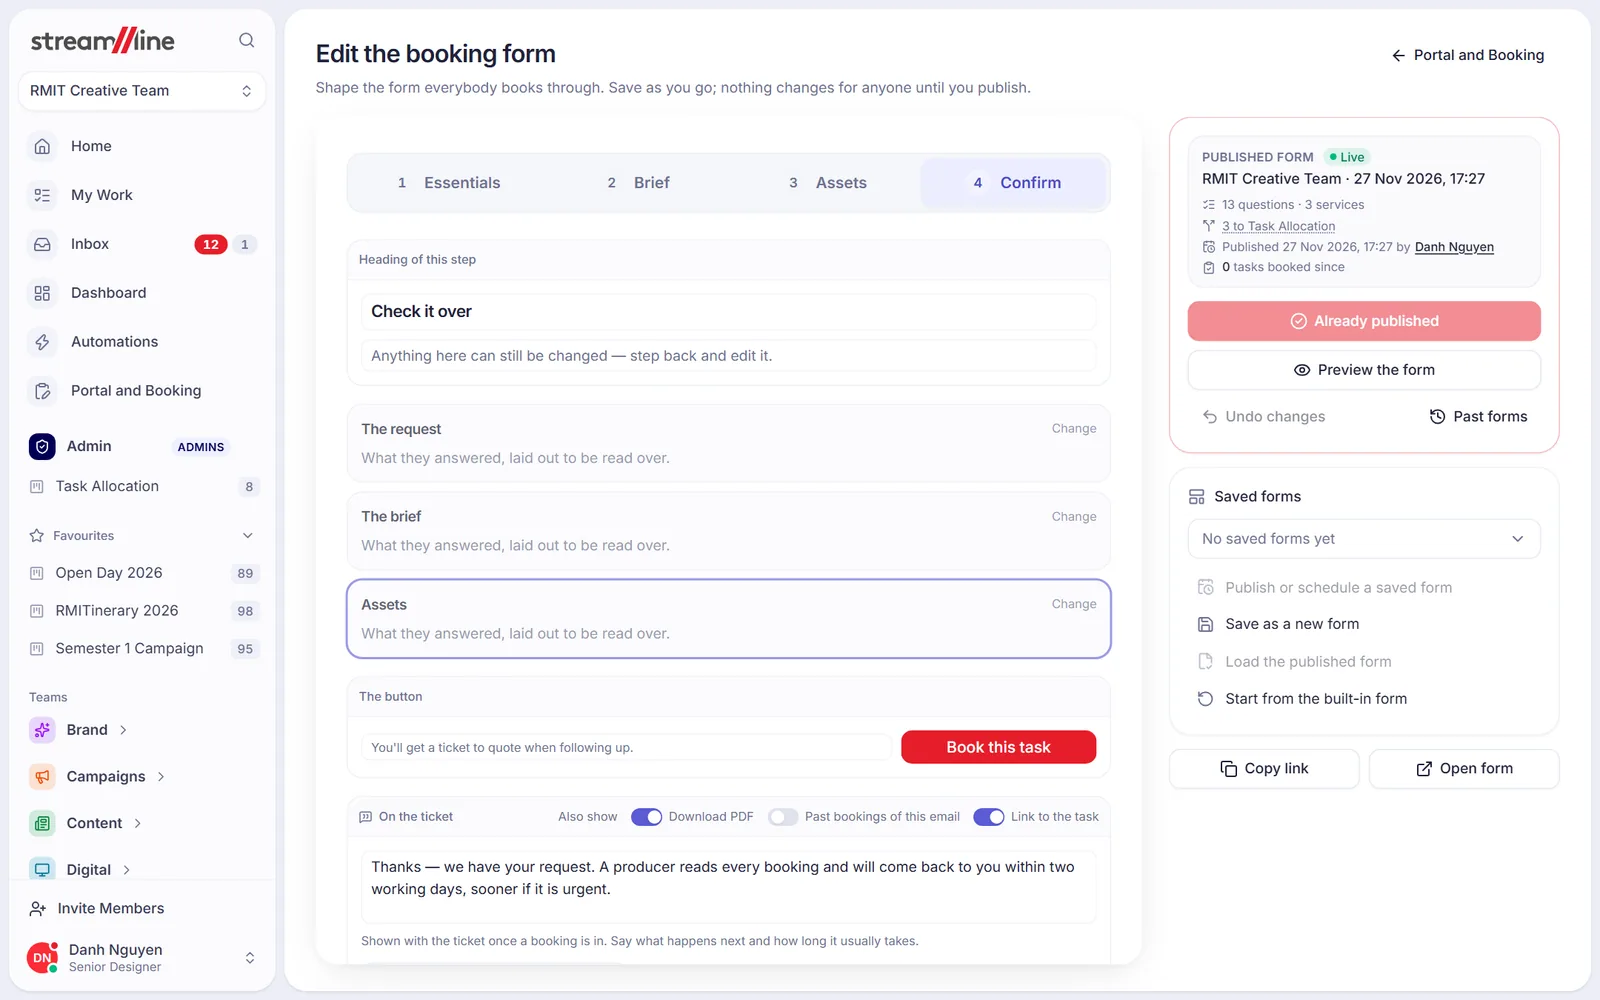 stream//line
RMIT Creative Team
Home
My Work
Inbox 12 1
Dashboard
Automations
Portal and Booking
Admin ADMINS
Task Allocation 8
Favourites
Open Day 2026 89
RMITinerary 2026 98
Semester 1 Campaign 95
Teams
Brand
Campaigns
Content
Digital
Invite Members
DN Danh Nguyen
Senior Designer
Edit the booking form
Shape the form everybody books through. Save as you go; nothing changes for anyone until you publish.
Portal and Booking
1 Essentials 2 Brief 3 Assets 4 Confirm
Heading of this step
Check it over
Anything here can still be changed — step back and edit it.
The request Change
What they answered, laid out to be read over.
The brief Change
What they answered, laid out to be read over.
Assets Change
What they answered, laid out to be read over.
The button
You'll get a ticket to quote when following up. Book this task
On the ticket Also show Download PDF Past bookings of this email Link to the task
Thanks — we have your request. A producer reads every booking and will come back to you within two
working days, sooner if it is urgent.
Shown with the ticket once a booking is in. Say what happens next and how long it usually takes.
PUBLISHED FORM Live
RMIT Creative Team · 27 Nov 2026, 17:27
13 questions · 3 services
3 to Task Allocation
Published 27 Nov 2026, 17:27 by Danh Nguyen
0 tasks booked since
Already published
Preview the form
Undo changes Past forms
Saved forms
No saved forms yet
Publish or schedule a saved form
Save as a new form
Load the published form
Start from the built-in form
Copy link Open form